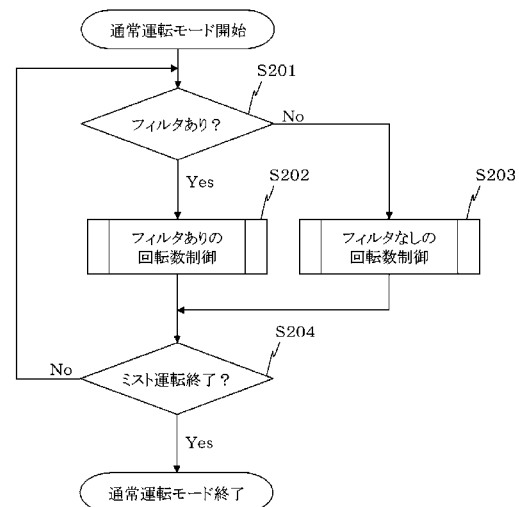 通常運転モード開始
S201
フィルタあり？
No
Yes
S202
S203
フィルタありの
回転数制御
フィルタなしの
回転数制御
S204
No
ミスト運転終了？
Yes
通常運転モード終了